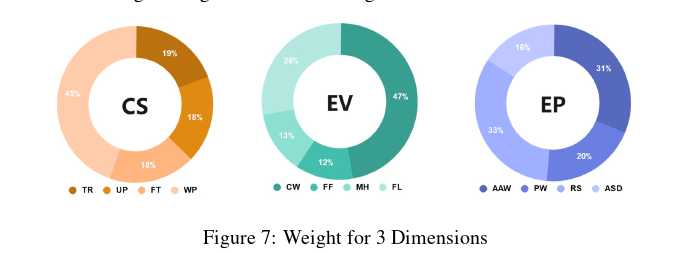 19%
18%
18%
45%
CS
TR UP FT WP
47%
12%
13%
28%
EV
CW FF MH FL
31%
20%
33%
16%
EP
AAW PW RS ASD
Figure 7: Weight for 3 Dimensions